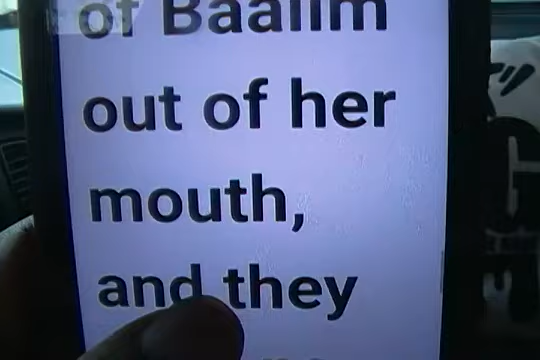 of Baalim
out of her
mouth,
and they